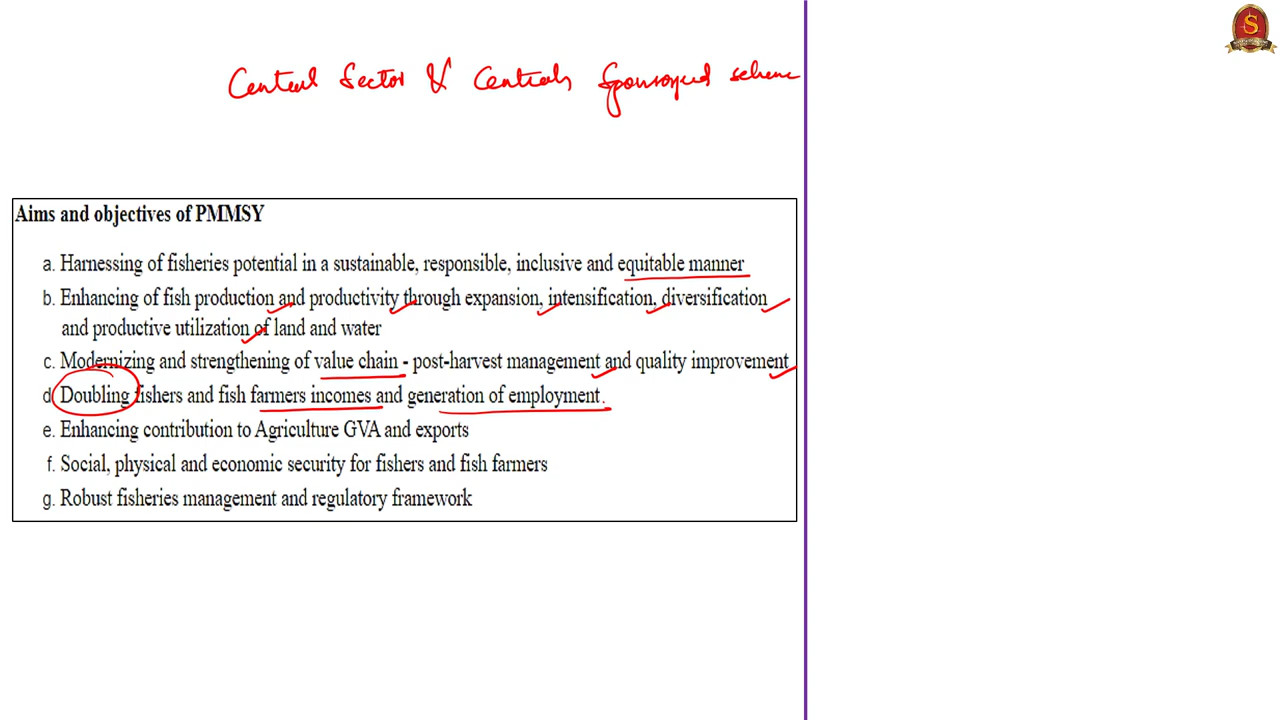 Central Sector & Centrally Sponsored scheme
Aims and objectives of PMMSY
a. Harnessing of fisheries potential in a sustainable, responsible, inclusive and equitable manner
b. Enhancing of fish production and productivity through expansion, intensification, diversification
and productive utilization of land and water
c. Modernizing and strengthening of value chain - post-harvest management and quality improvement
d. Doubling fishers and fish farmers incomes and generation of employment.
e. Enhancing contribution to Agriculture GVA and exports
f. Social, physical and economic security for fishers and fish farmers
g. Robust fisheries management and regulatory framework
S